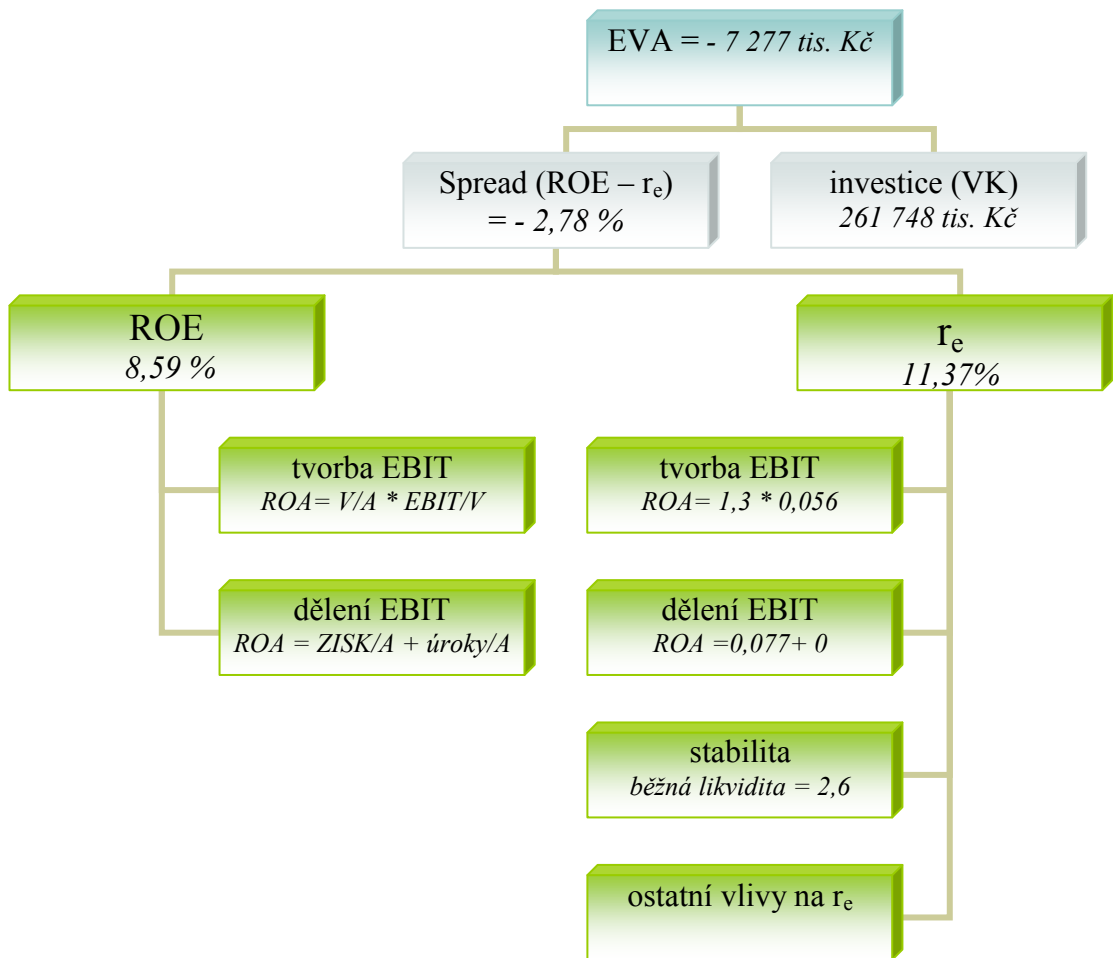 EVA = - 7 277 tis. Kč
Spread (ROE – re)
= - 2,78 %
investice (VK)
261 748 tis. Kč
ROE
8,59 %
re
11,37%
tvorba EBIT
ROA= V/A * EBIT/V
tvorba EBIT
ROA= 1,3 * 0,056
dělení EBIT
ROA = ZISK/A + úroky/A
dělení EBIT
ROA =0,077+ 0
stabilita
běžná likvidita = 2,6
ostatní vlivy na re